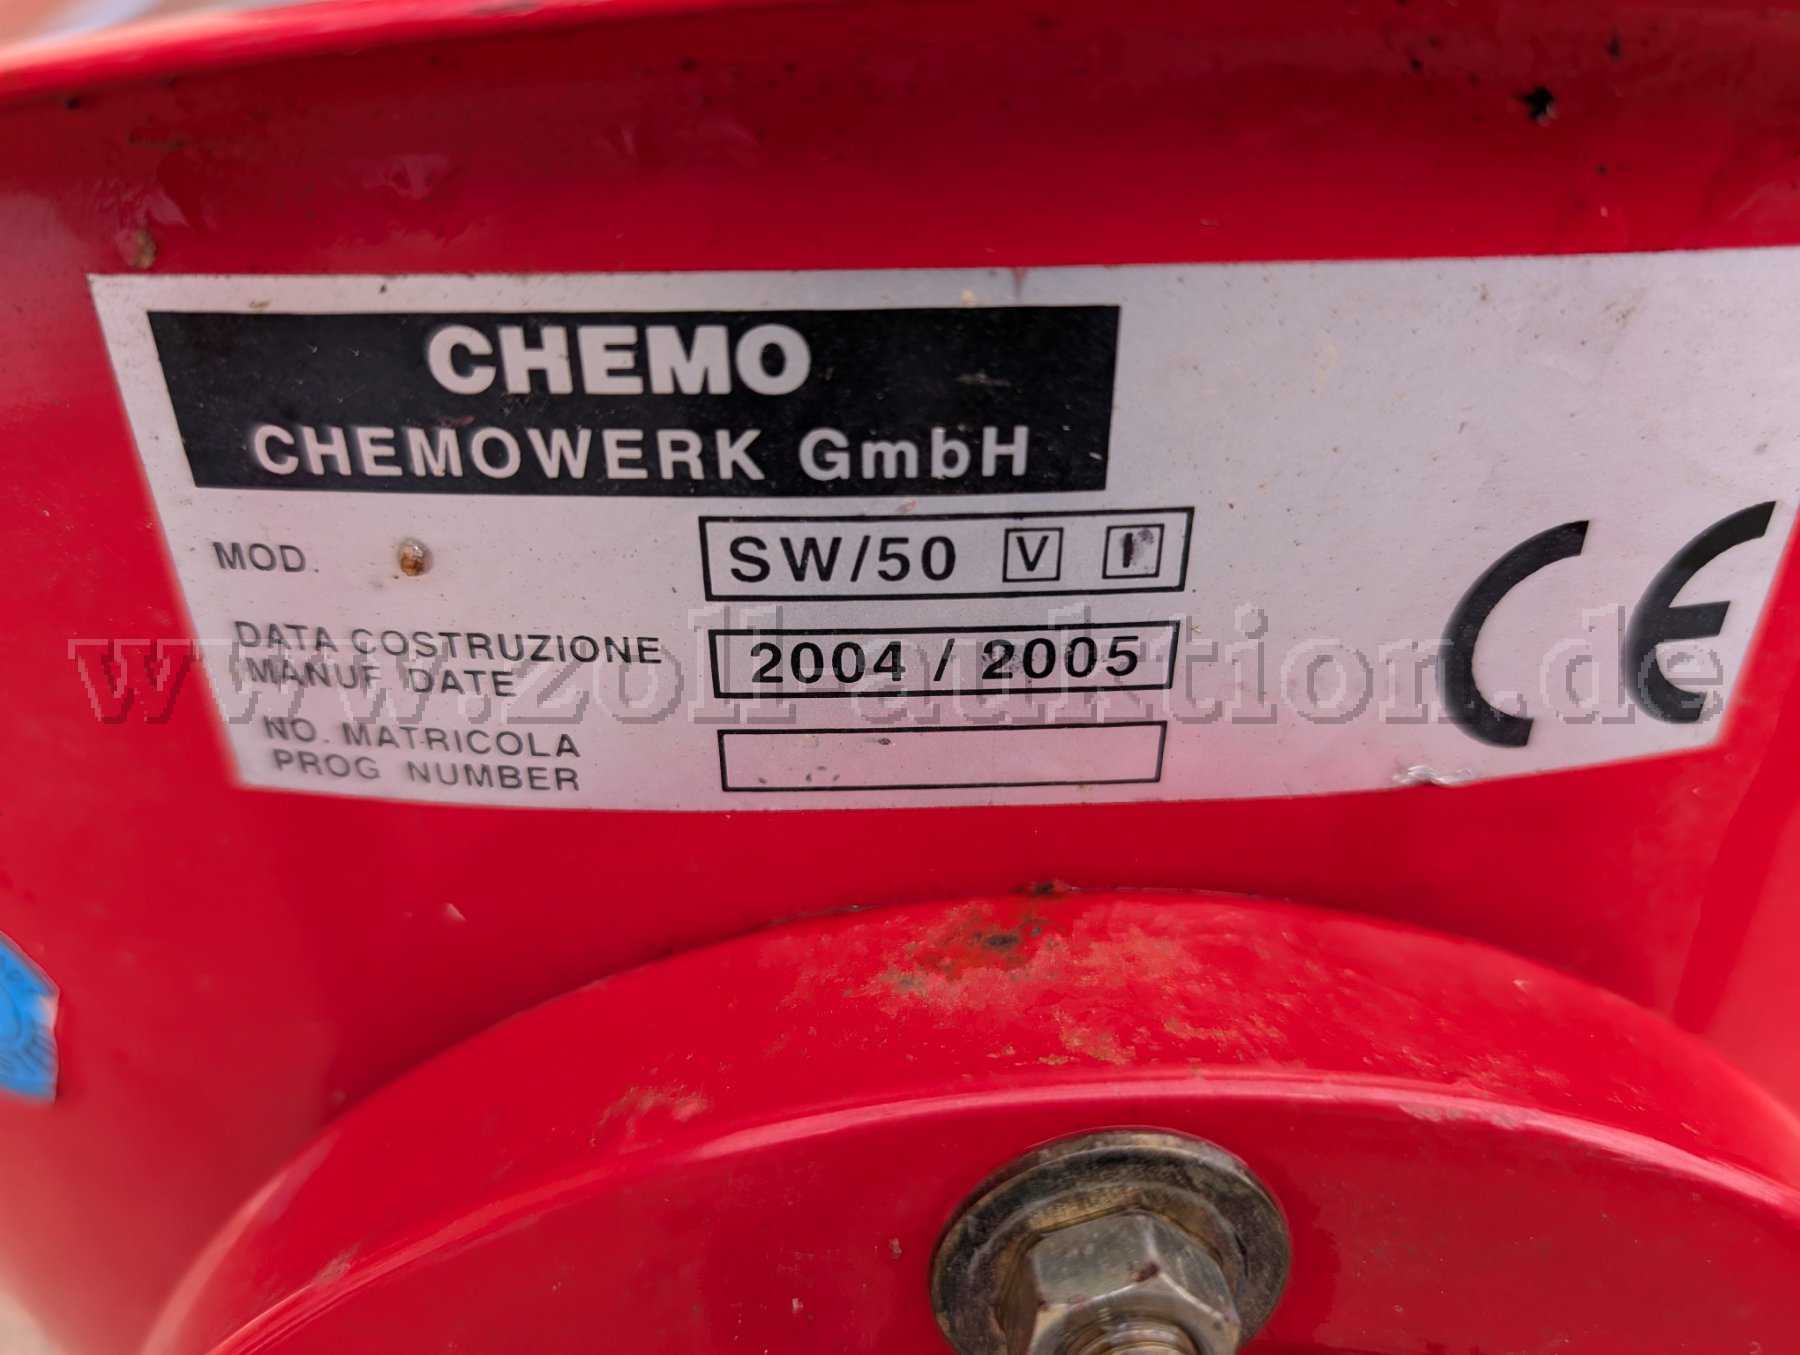 CHEMO
CHEMOWERK GmbH
MOD. SW/50 V I
DATA COSTRUZIONE
MANUF DATE 2004 / 2005
NO. MATRICOLA
PROG NUMBER
CE
www.zoll-auktion.de